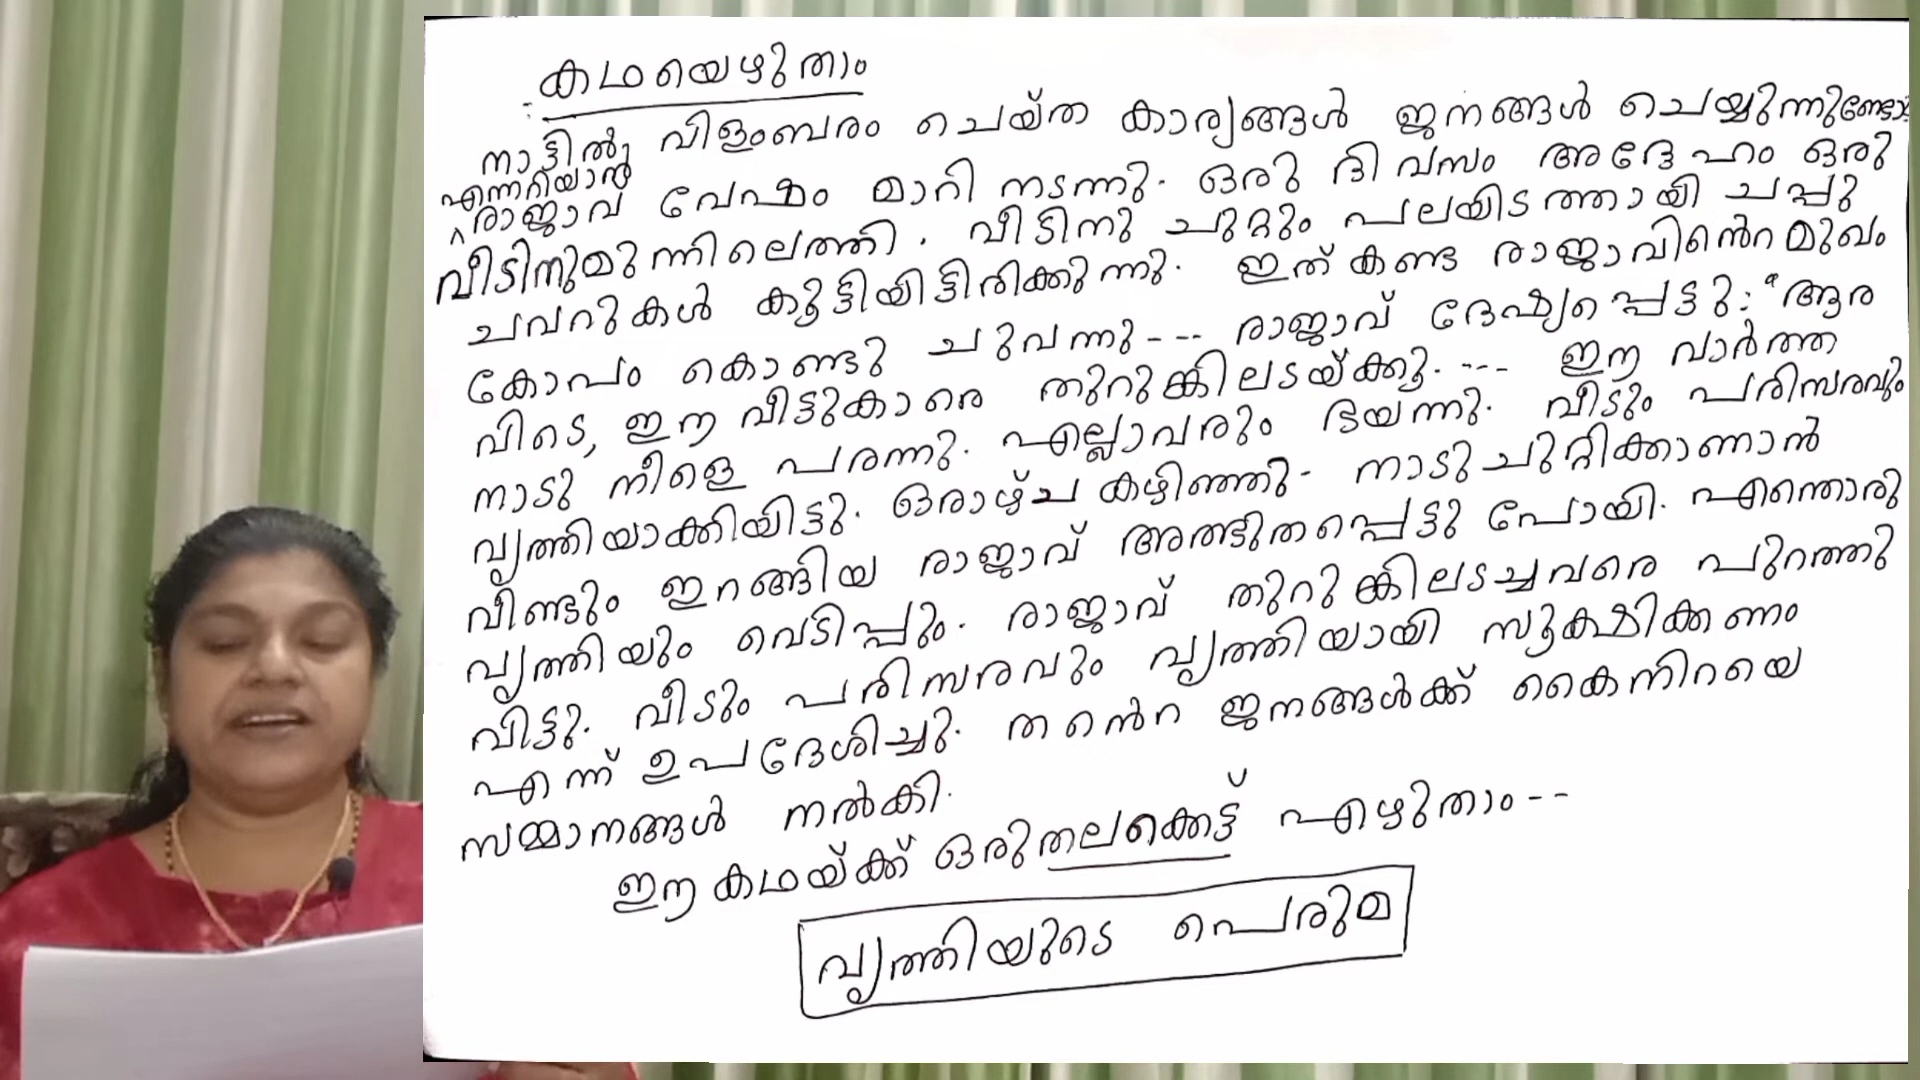 കഥയെഴുതാം
നാട്ടിൽ വിളംബരം ചെയ്ത കാര്യങ്ങൾ ജനങ്ങൾ ചെയ്യുന്നുണ്ടോ
എന്നറിയാൻ
രാജാവ് വേഷം മാറി നടന്നു. ഒരു ദിവസം അദ്ദേഹം ഒരു
വീടിനുമുന്നിലെത്തി. വീടിനു ചുറ്റും പലയിടത്തായി ചപ്പു
ചവറുകൾ കൂട്ടിയിട്ടിരിക്കുന്നു. ഇത് കണ്ട രാജാവിൻെറ മുഖം
കോപം കൊണ്ടു ചുവന്നു--- രാജാവ് ദേഷ്യപ്പെട്ടു: "ആര
വിടെ, ഈ വീട്ടുകാരെ തുറുങ്കിലടയ്ക്കൂ. --- ഈ വാർത്ത
നാടു നീളെ പരന്നു. എല്ലാവരും ഭയന്നു. വീടും പരിസരവും
വൃത്തിയാക്കിയിട്ടു. ഒരാഴ്ച കഴിഞ്ഞു- നാടുചുറ്റിക്കാണാൻ
വീണ്ടും ഇറങ്ങിയ രാജാവ് അത്ഭുതപ്പെട്ടു പോയി. എന്തൊരു
വൃത്തിയും വെടിപ്പും. രാജാവ് തുറുങ്കിലടച്ചവരെ പുറത്തു
വിട്ടു. വീടും പരിസരവും വൃത്തിയായി സൂക്ഷിക്കണം
എന്ന് ഉപദേശിച്ചു. തൻെറ ജനങ്ങൾക്ക് കൈനിറയെ
സമ്മാനങ്ങൾ നൽകി.
ഈ കഥയ്ക്ക് ഒരു തലക്കെട്ട് എഴുതാം--
വൃത്തിയുടെ പെരുമ